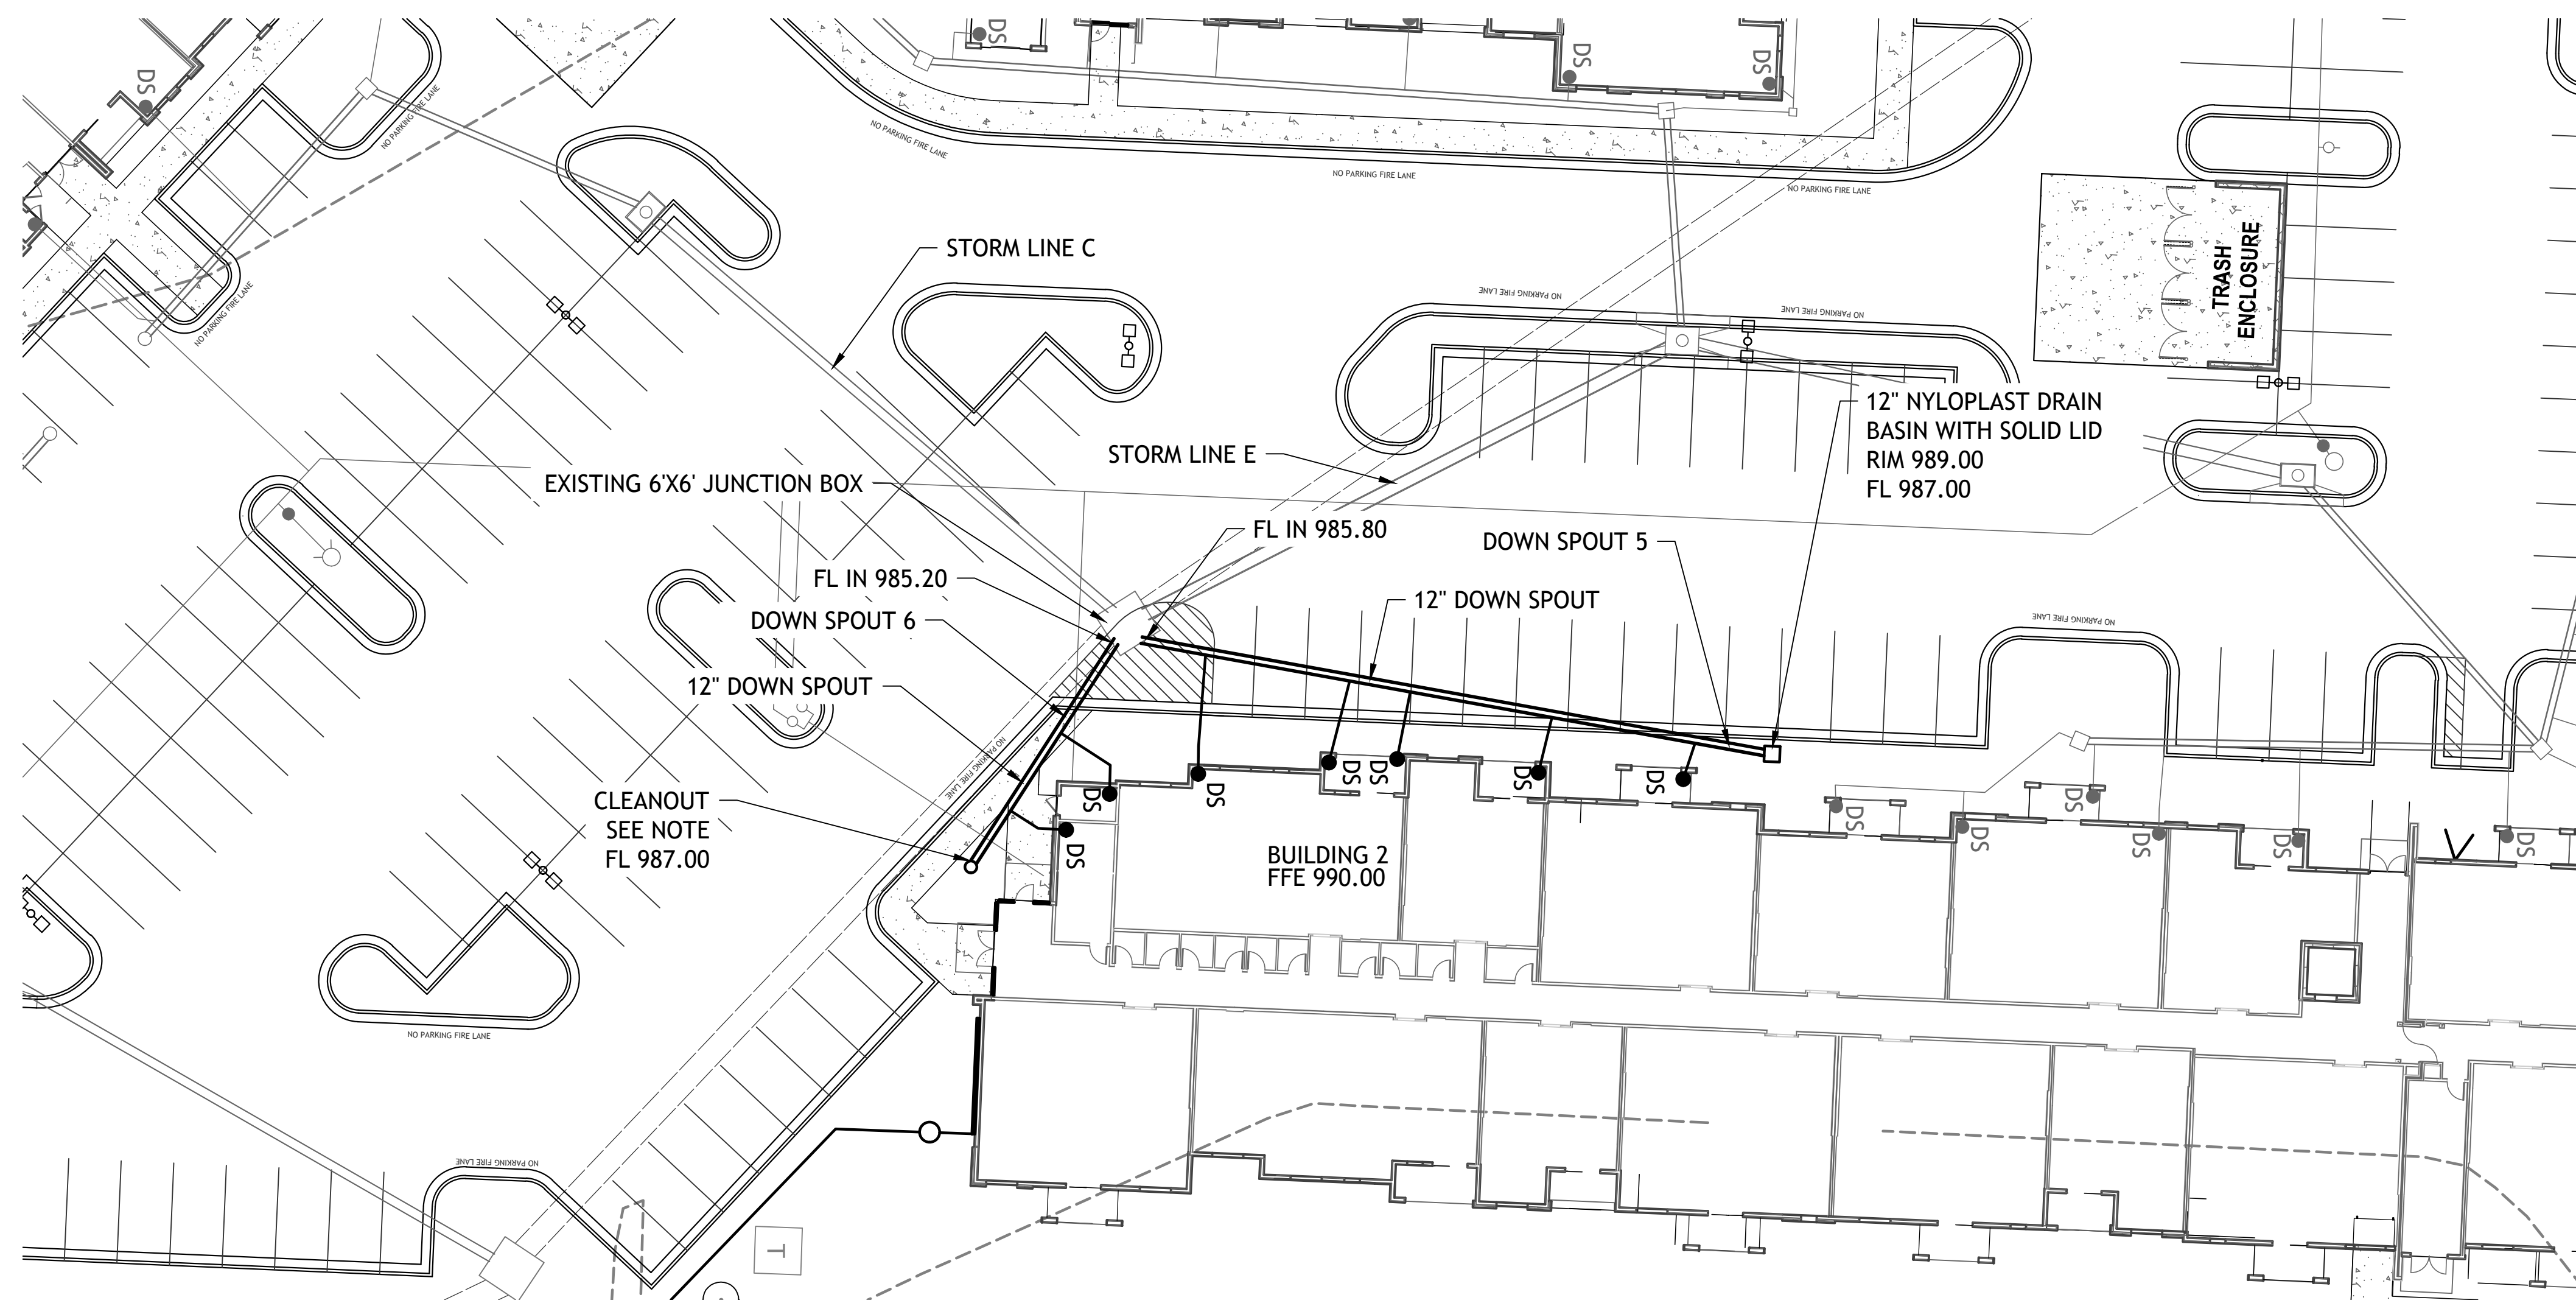 DS
DS
DS
DS
NO PARKING FIRE LANE
NO PARKING FIRE LANE
NO PARKING FIRE LANE
NO PARKING FIRE LANE
NO PARKING FIRE LANE
STORM LINE C
TRASH
ENCLOSURE
NO PARKING FIRE LANE
NO PARKING FIRE LANE
12" NYLOPLAST DRAIN
BASIN WITH SOLID LID
RIM 989.00
FL 987.00
STORM LINE E
EXISTING 6'X6' JUNCTION BOX
FL IN 985.80
DOWN SPOUT 5
FL IN 985.20
12" DOWN SPOUT
DOWN SPOUT 6
NO PARKING FIRE LANE
12" DOWN SPOUT
NO PARKING FIRE LANE
CLEANOUT
SEE NOTE
FL 987.00
DS
DS
DS
DS
DS
DS
DS
DS
DS
DS
DS
DS
DS
BUILDING 2
FFE 990.00
NO PARKING FIRE LANE
NO PARKING FIRE LANE
T